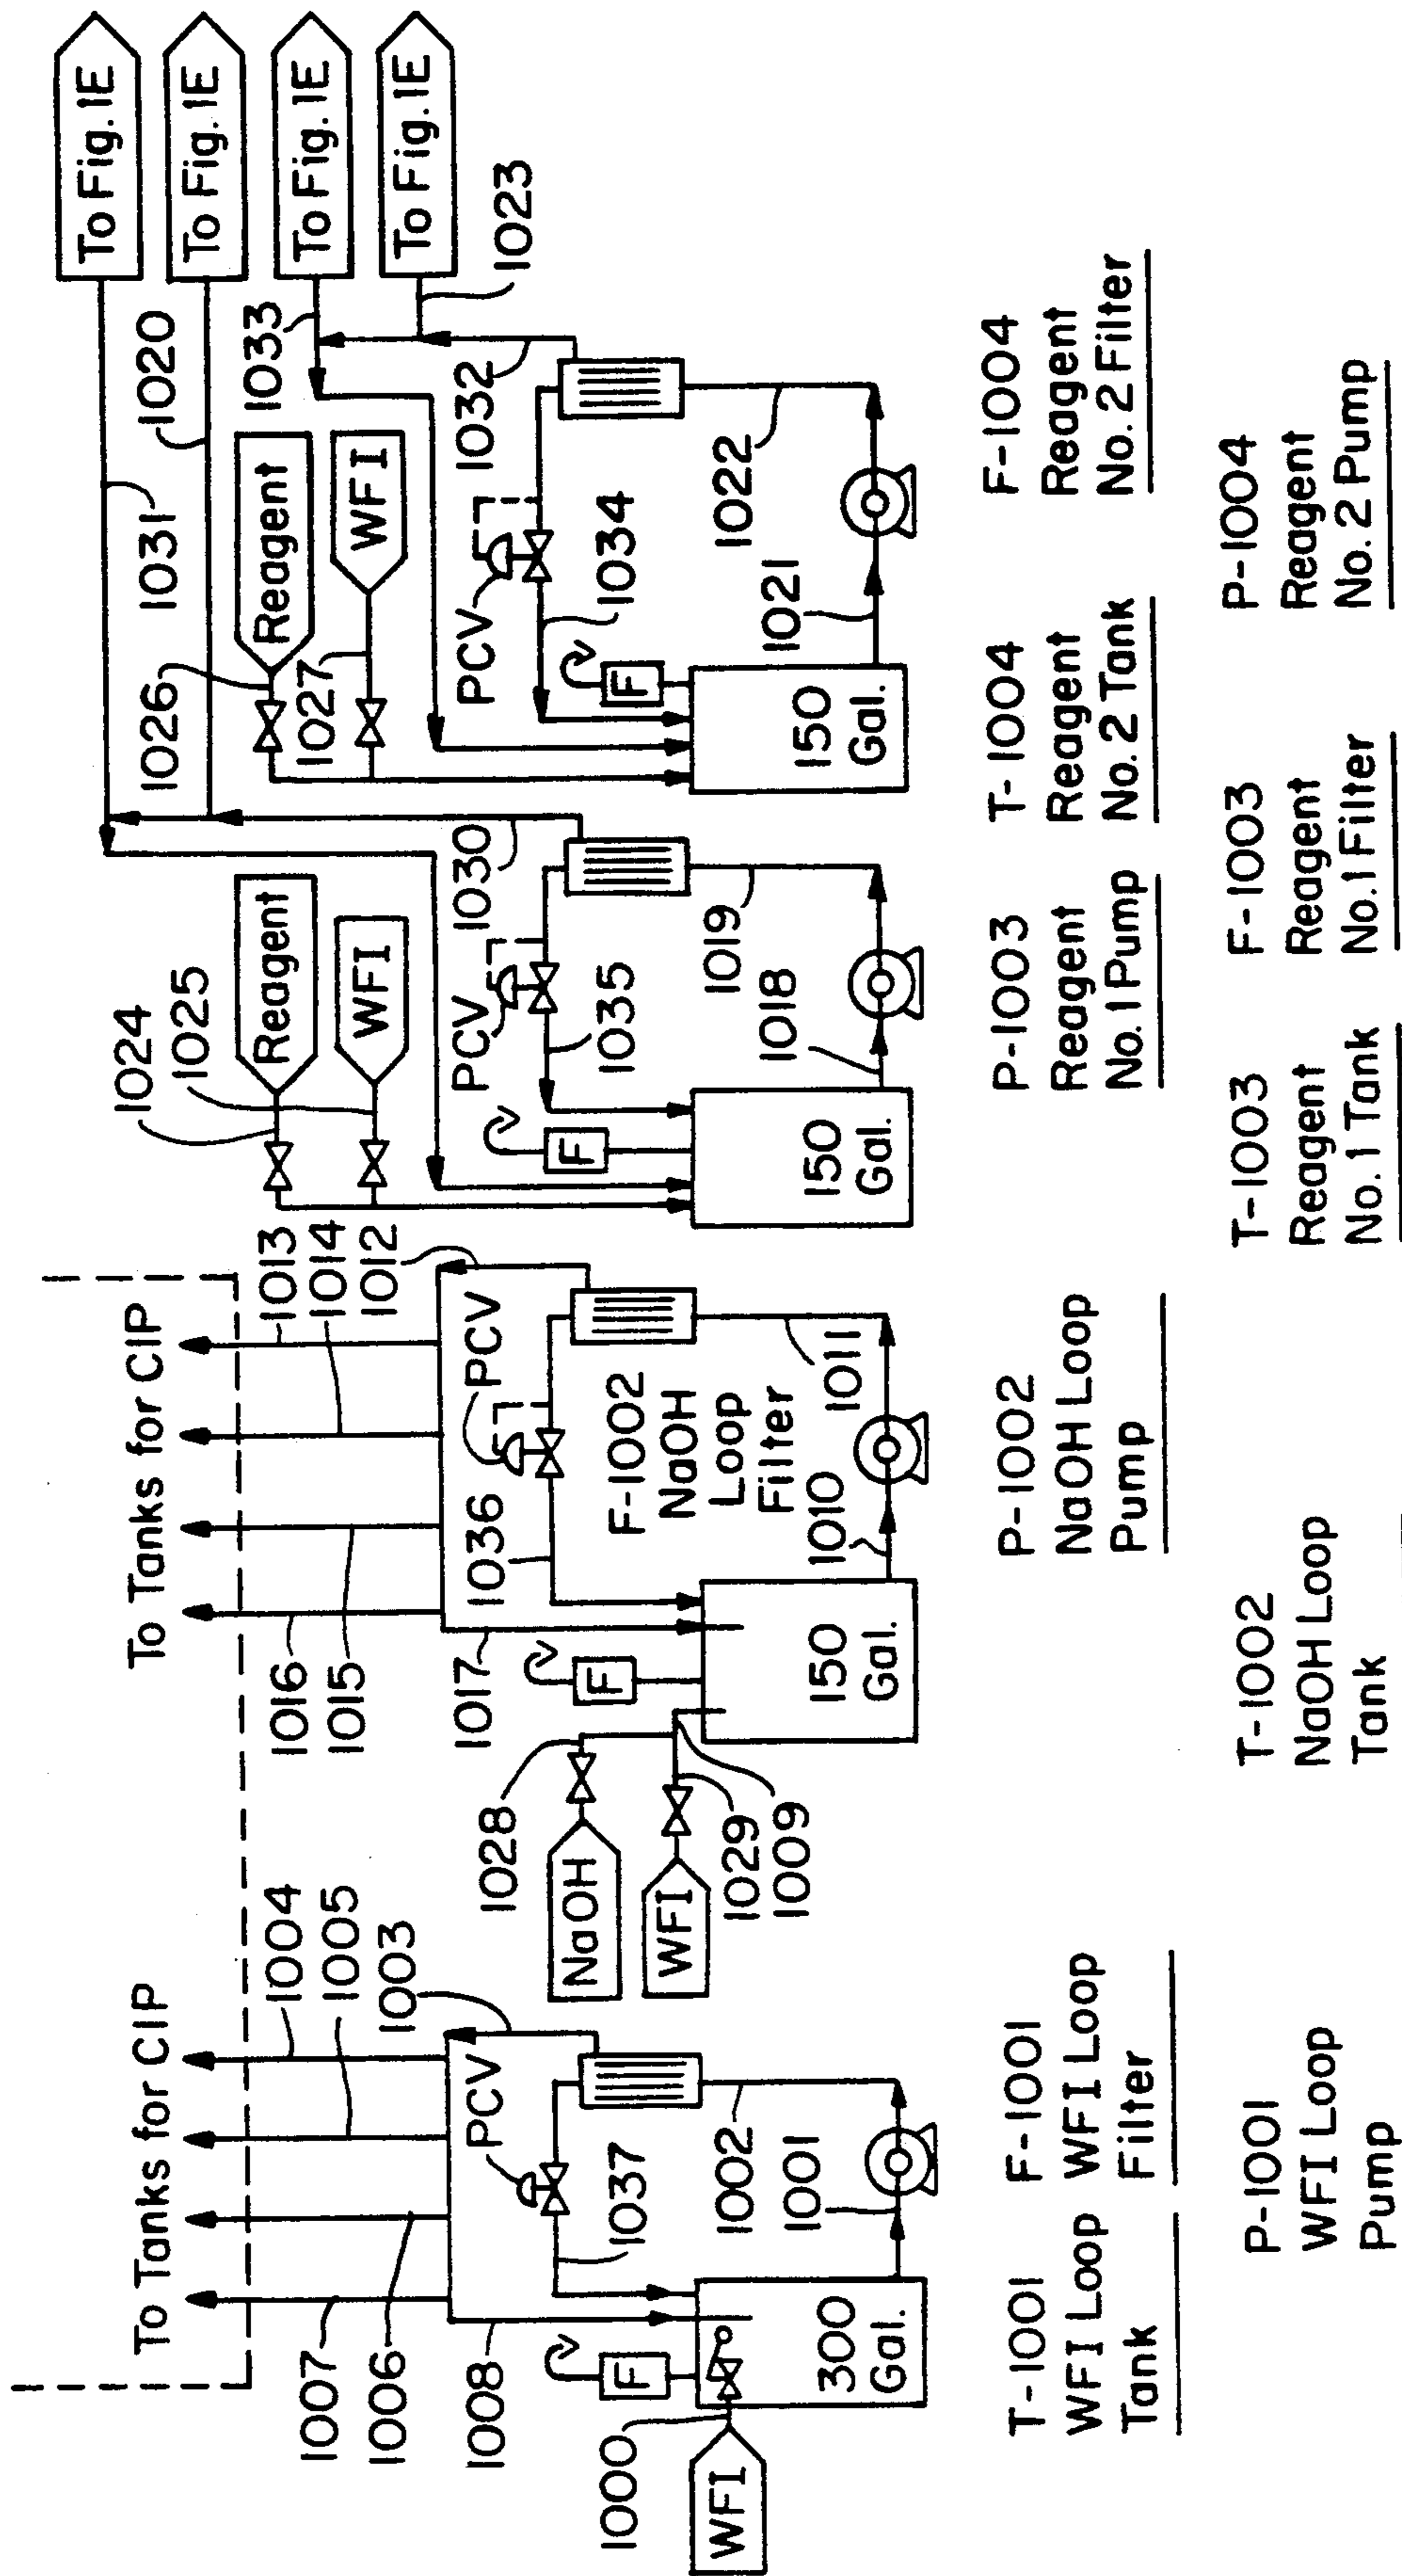 To Tanks for CIP
1004
1005
1003
1007
1006
1008
PCV
1037
1002
1001
1000
WFI
F
300
Gal.
To Tanks for CIP
1013
1014
1012
1016
1015
1017
PCV
1036
1028
NaOH
WFI
1029
1009
F
F-1002
NaOH
Loop
Filter
1011
1010
150
Gal.
1024
1025
Reagent
WFI
1030
PCV
1035
F
1019
1018
150
Gal.
1026
1027
Reagent
WFI
1031
1020
1033
1032
1023
PCV
1034
F
1022
1021
150
Gal.
To Fig. 1E
To Fig. 1E
To Fig. 1E
To Fig. 1E
T-1001
WFI Loop
Tank
F-1001
WFI Loop
Filter
P-1001
WFI Loop
Pump
P-1002
NaOH Loop
Pump
T-1002
NaOH Loop
Tank
P-1003
Reagent
No. 1 Pump
T-1003
Reagent
No. 1 Tank
F-1003
Reagent
No. 1 Filter
T-1004
Reagent
No. 2 Tank
F-1004
Reagent
No. 2 Filter
P-1004
Reagent
No. 2 Pump